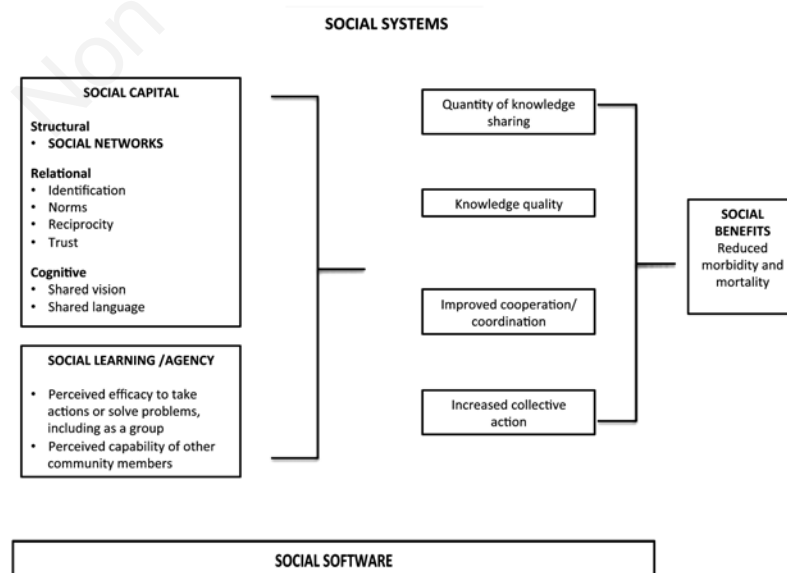 Non
SOCIAL SYSTEMS
SOCIAL CAPITAL
Structural
• SOCIAL NETWORKS
Relational
• Identification
• Norms
• Reciprocity
• Trust
Cognitive
• Shared vision
• Shared language
SOCIAL LEARNING /AGENCY
• Perceived efficacy to take
actions or solve problems,
including as a group
• Perceived capability of other
community members
Quantity of knowledge
sharing
Knowledge quality
Improved cooperation/
coordination
Increased collective
action
SOCIAL
BENEFITS
Reduced
morbidity and
mortality
SOCIAL SOFTWARE